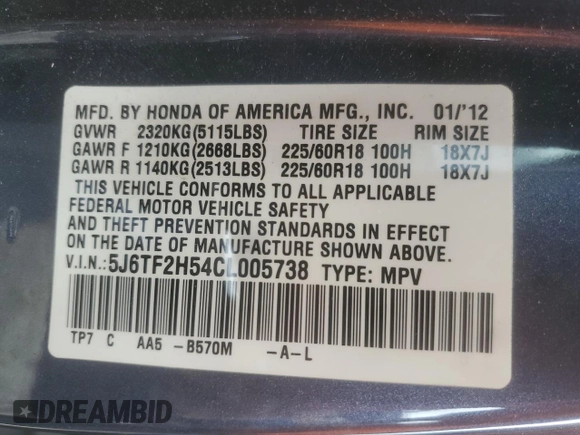 MFD. BY HONDA OF AMERICA MFG., INC. 01/'12
GVWR 2320KG(5115LBS) TIRE SIZE RIM SIZE
GAWR F 1210KG(2668LBS) 225/60R18 100H 18X7J
GAWR R 1140KG(2513LBS) 225/60R18 100H 18X7J
THIS VEHICLE CONFORMS TO ALL APPLICABLE
FEDERAL MOTOR VEHICLE SAFETY
AND THEFT PREVENTION STANDARDS IN EFFECT
ON THE DATE OF MANUFACTURE SHOWN ABOVE.
V.I.N.:5J6TF2H54CL005738 TYPE: MPV
TP7 C AA5 -B570M -A-L
DREAMBID